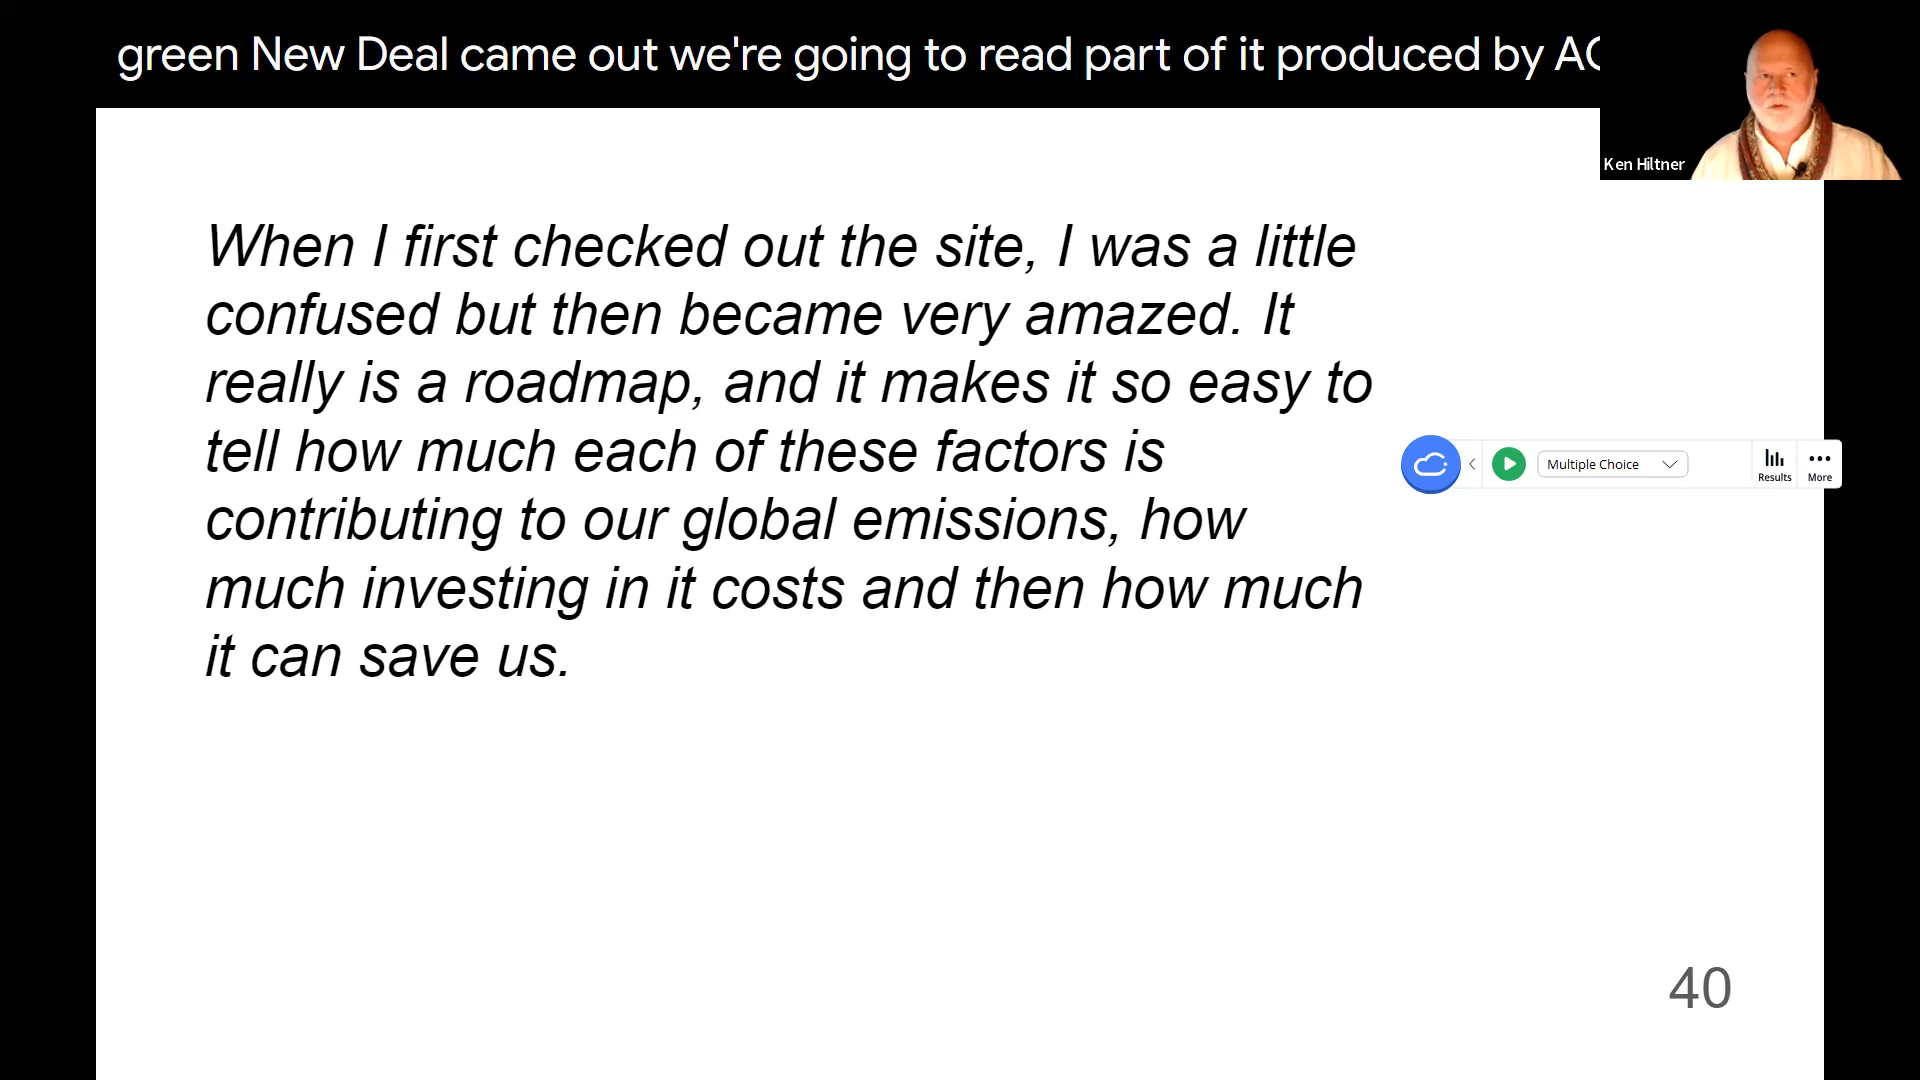 green New Deal came out we're going to read part of it produced by AO
Ken Hiltner
When I first checked out the site, I was a little
confused but then became very amazed. It
really is a roadmap, and it makes it so easy to
tell how much each of these factors is
contributing to our global emissions, how
much investing in it costs and then how much
it can save us.
Multiple Choice
Results
More
40